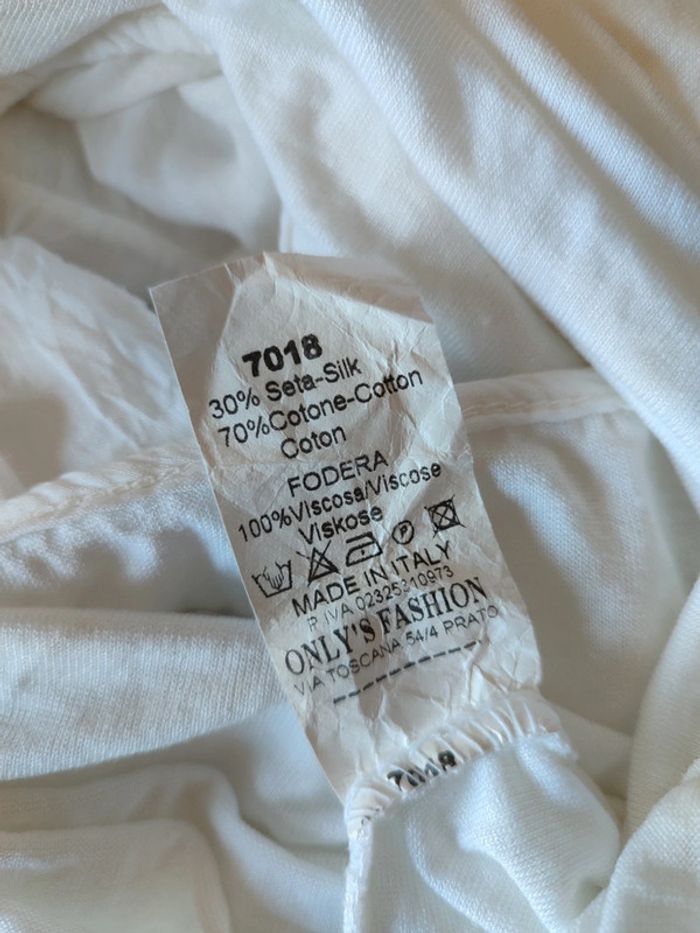 7018
30% Seta-Silk
70%Cotone-Cotton
Coton
FODERA
100%Viscosa/Viscose
Viskose
MADE IN ITALY
P.IVA 02325310973
ONLY'S FASHION
VIA TOSCANA 54/4 PRATO
7018